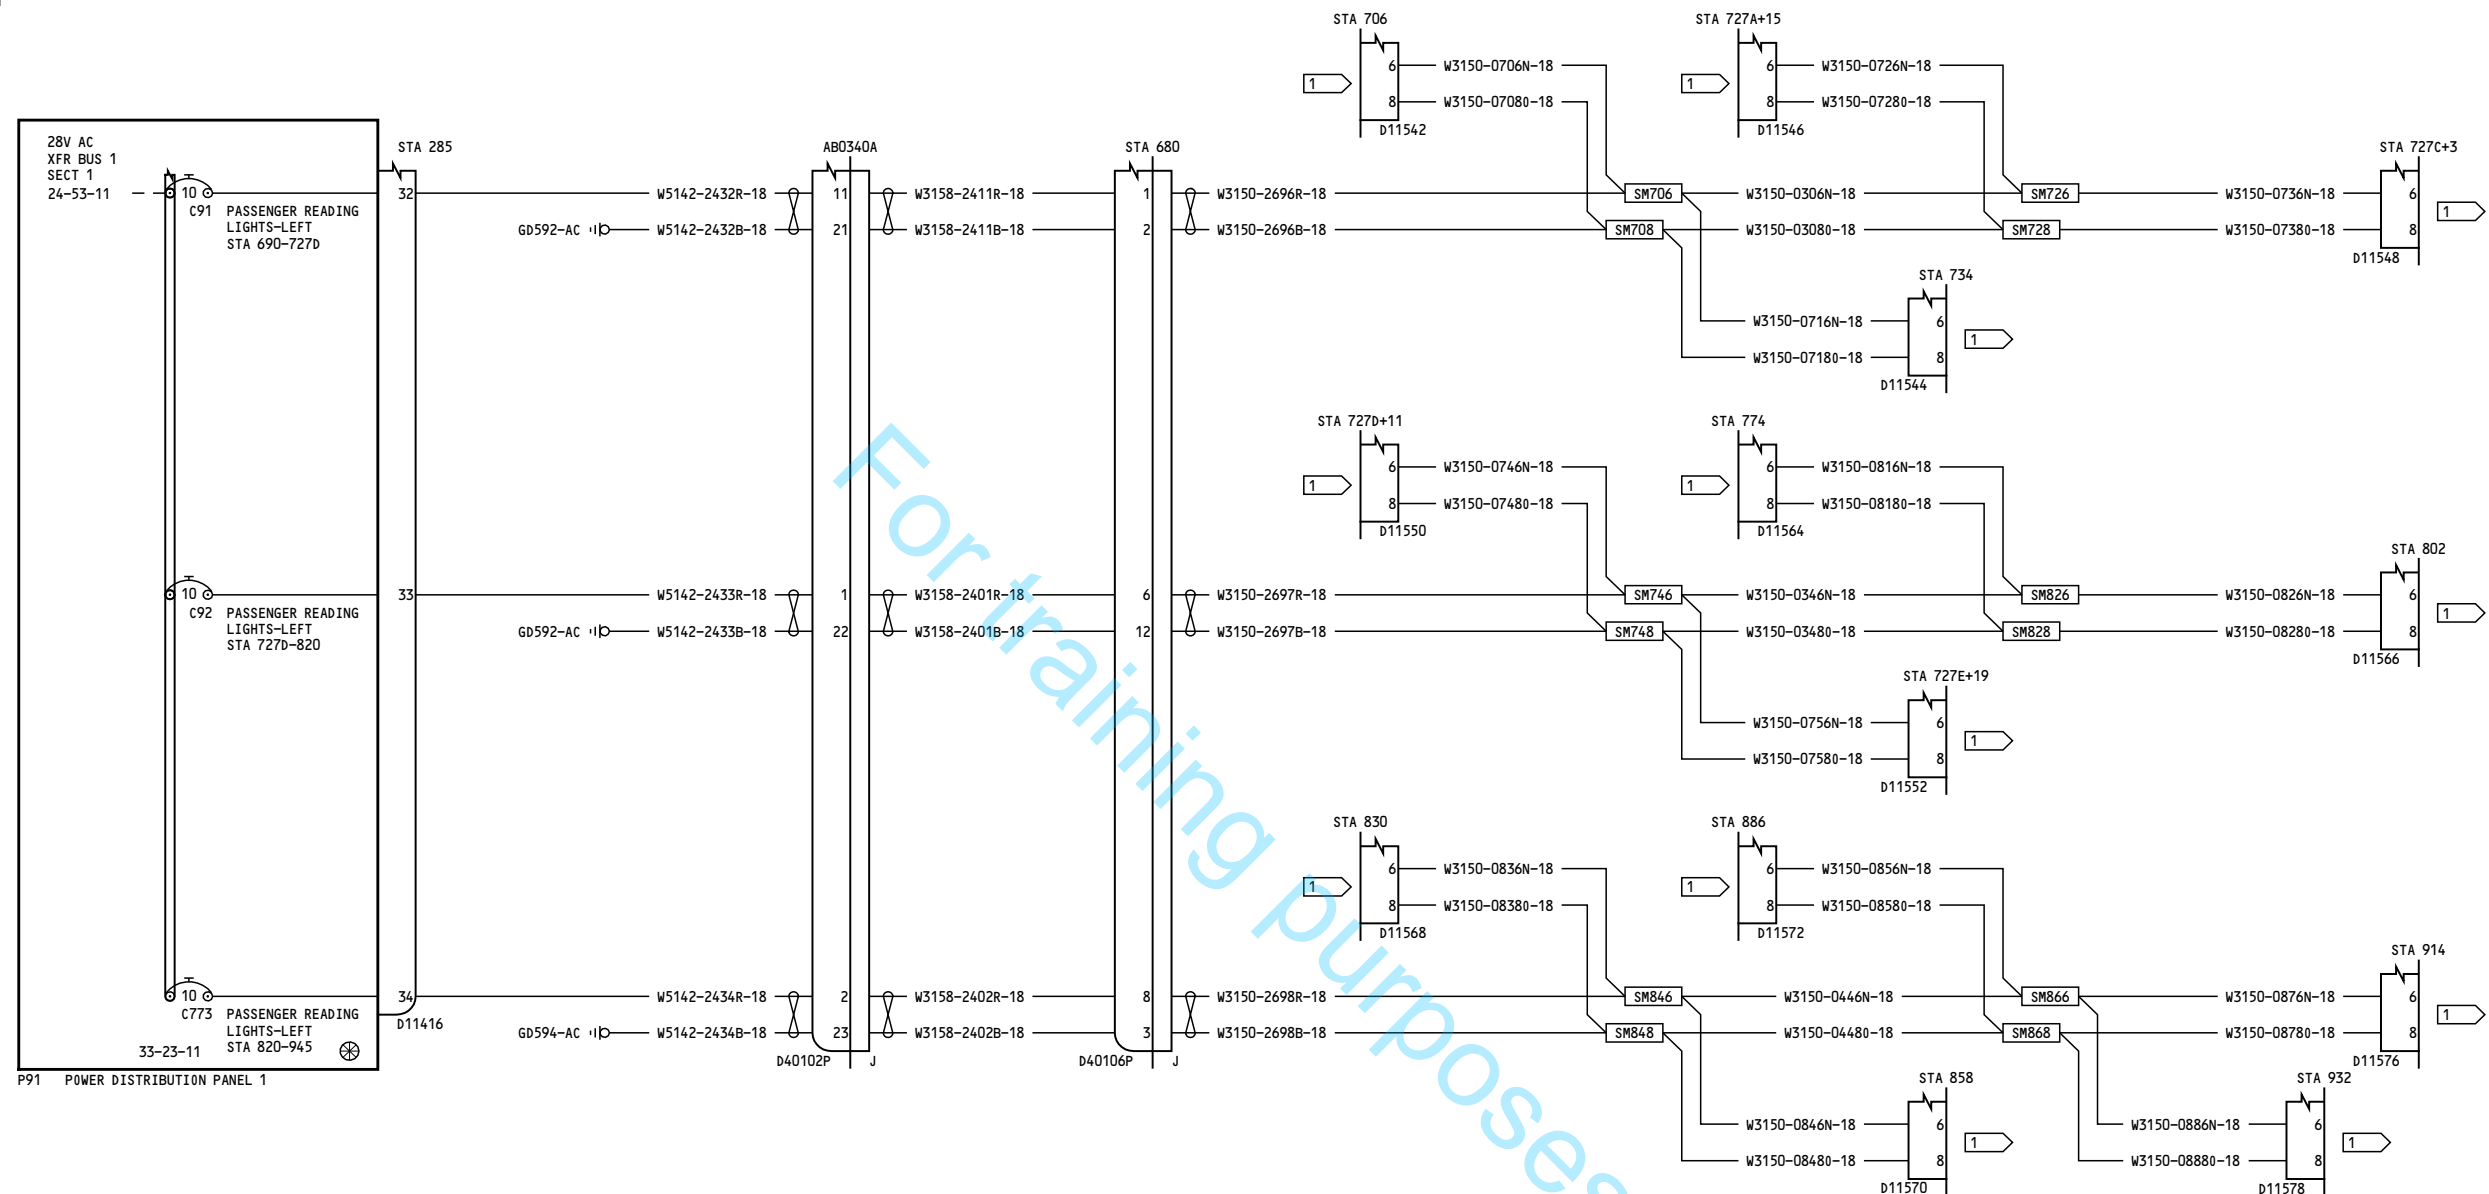 STA 706
STA 727A+15
6 W3150-0706N-18
6 W3150-0726N-18
1
1
8 W3150-0708O-18
8 W3150-0728O-18
D11542
D11546
28V AC
XFR BUS 1
SECT 1
24-53-11
STA 285
AB0340A
STA 680
STA 727C+3
10
C91
PASSENGER READING
LIGHTS-LEFT
STA 690-727D
32 W5142-2432R-18 11 W3158-2411R-18 1 W3150-2696R-18 SM706 W3150-0306N-18 SM726 W3150-0736N-18 6
1
GD592-AC W5142-2432B-18 21 W3158-2411B-18 2 W3150-2696B-18 SM708 W3150-0308O-18 SM728 W3150-0738O-18 8
D11548
STA 734
W3150-0716N-18 6
1
W3150-0718O-18 8
D11544
STA 727D+11
STA 774
6 W3150-0746N-18
6 W3150-0816N-18
1
1
8 W3150-0748O-18
8 W3150-0818O-18
D11550
D11564
STA 802
10
C92
PASSENGER READING
LIGHTS-LEFT
STA 727D-820
33 W5142-2433R-18 1 W3158-2401R-18 6 W3150-2697R-18 SM746 W3150-0346N-18 SM826 W3150-0826N-18 6
1
GD592-AC W5142-2433B-18 22 W3158-2401B-18 12 W3150-2697B-18 SM748 W3150-0348O-18 SM828 W3150-0828O-18 8
D11566
STA 727E+19
W3150-0756N-18 6
1
W3150-0758O-18 8
D11552
STA 830
STA 886
6 W3150-0836N-18
6 W3150-0856N-18
1
1
8 W3150-0838O-18
8 W3150-0858O-18
D11568
D11572
STA 914
10
C773
PASSENGER READING
LIGHTS-LEFT
STA 820-945
33-23-11
34 W5142-2434R-18 2 W3158-2402R-18 8 W3150-2698R-18 SM846 W3150-0446N-18 SM866 W3150-0876N-18 6
1
D11416
GD594-AC W5142-2434B-18 23 W3158-2402B-18 3 W3150-2698B-18 SM848 W3150-0448O-18 SM868 W3150-0878O-18 8
D11576
D40102P J
D40106P J
P91 POWER DISTRIBUTION PANEL 1
STA 858
STA 932
W3150-0846N-18 6
W3150-0886N-18 6
1
1
W3150-0848O-18 8
W3150-0888O-18 8
D11570
D11578
For training purposes